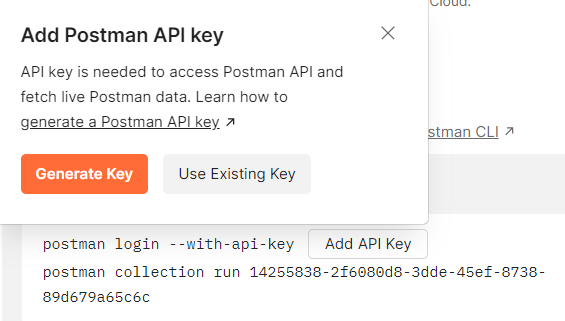 Cloud.
Add Postman API key
API key is needed to access Postman API and
fetch live Postman data. Learn how to
generate a Postman API key ↗
stman CLI ↗
Generate Key
Use Existing Key
postman login --with-api-key Add API Key
postman collection run 14255838-2f6080d8-3dde-45ef-8738-
89d679a65c6c